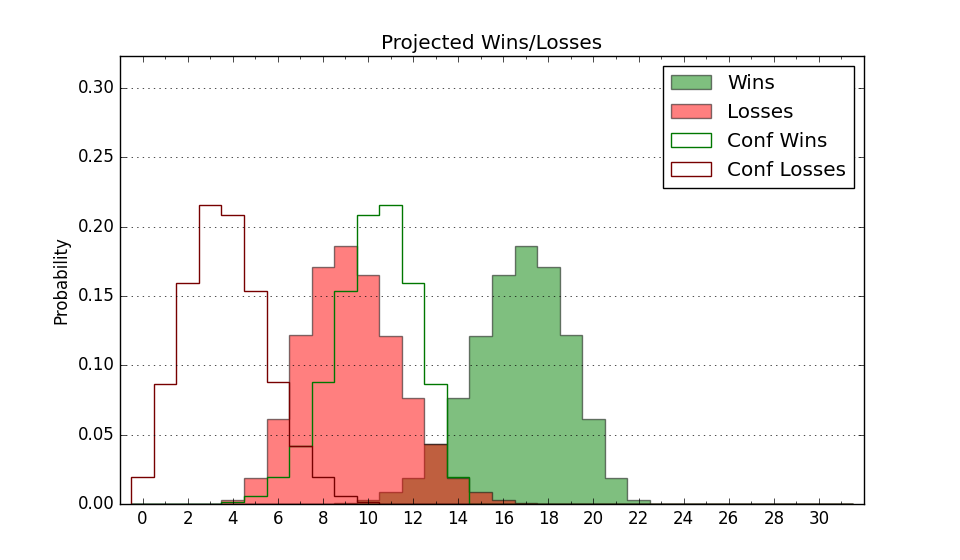 Projected Wins/Losses
Wins
Losses
Conf Wins
Conf Losses
Probability
0.30
0.25
0.20
0.15
0.10
0.05
0.00
0 2 4 6 8 10 12 14 16 18 20 22 24 26 28 30